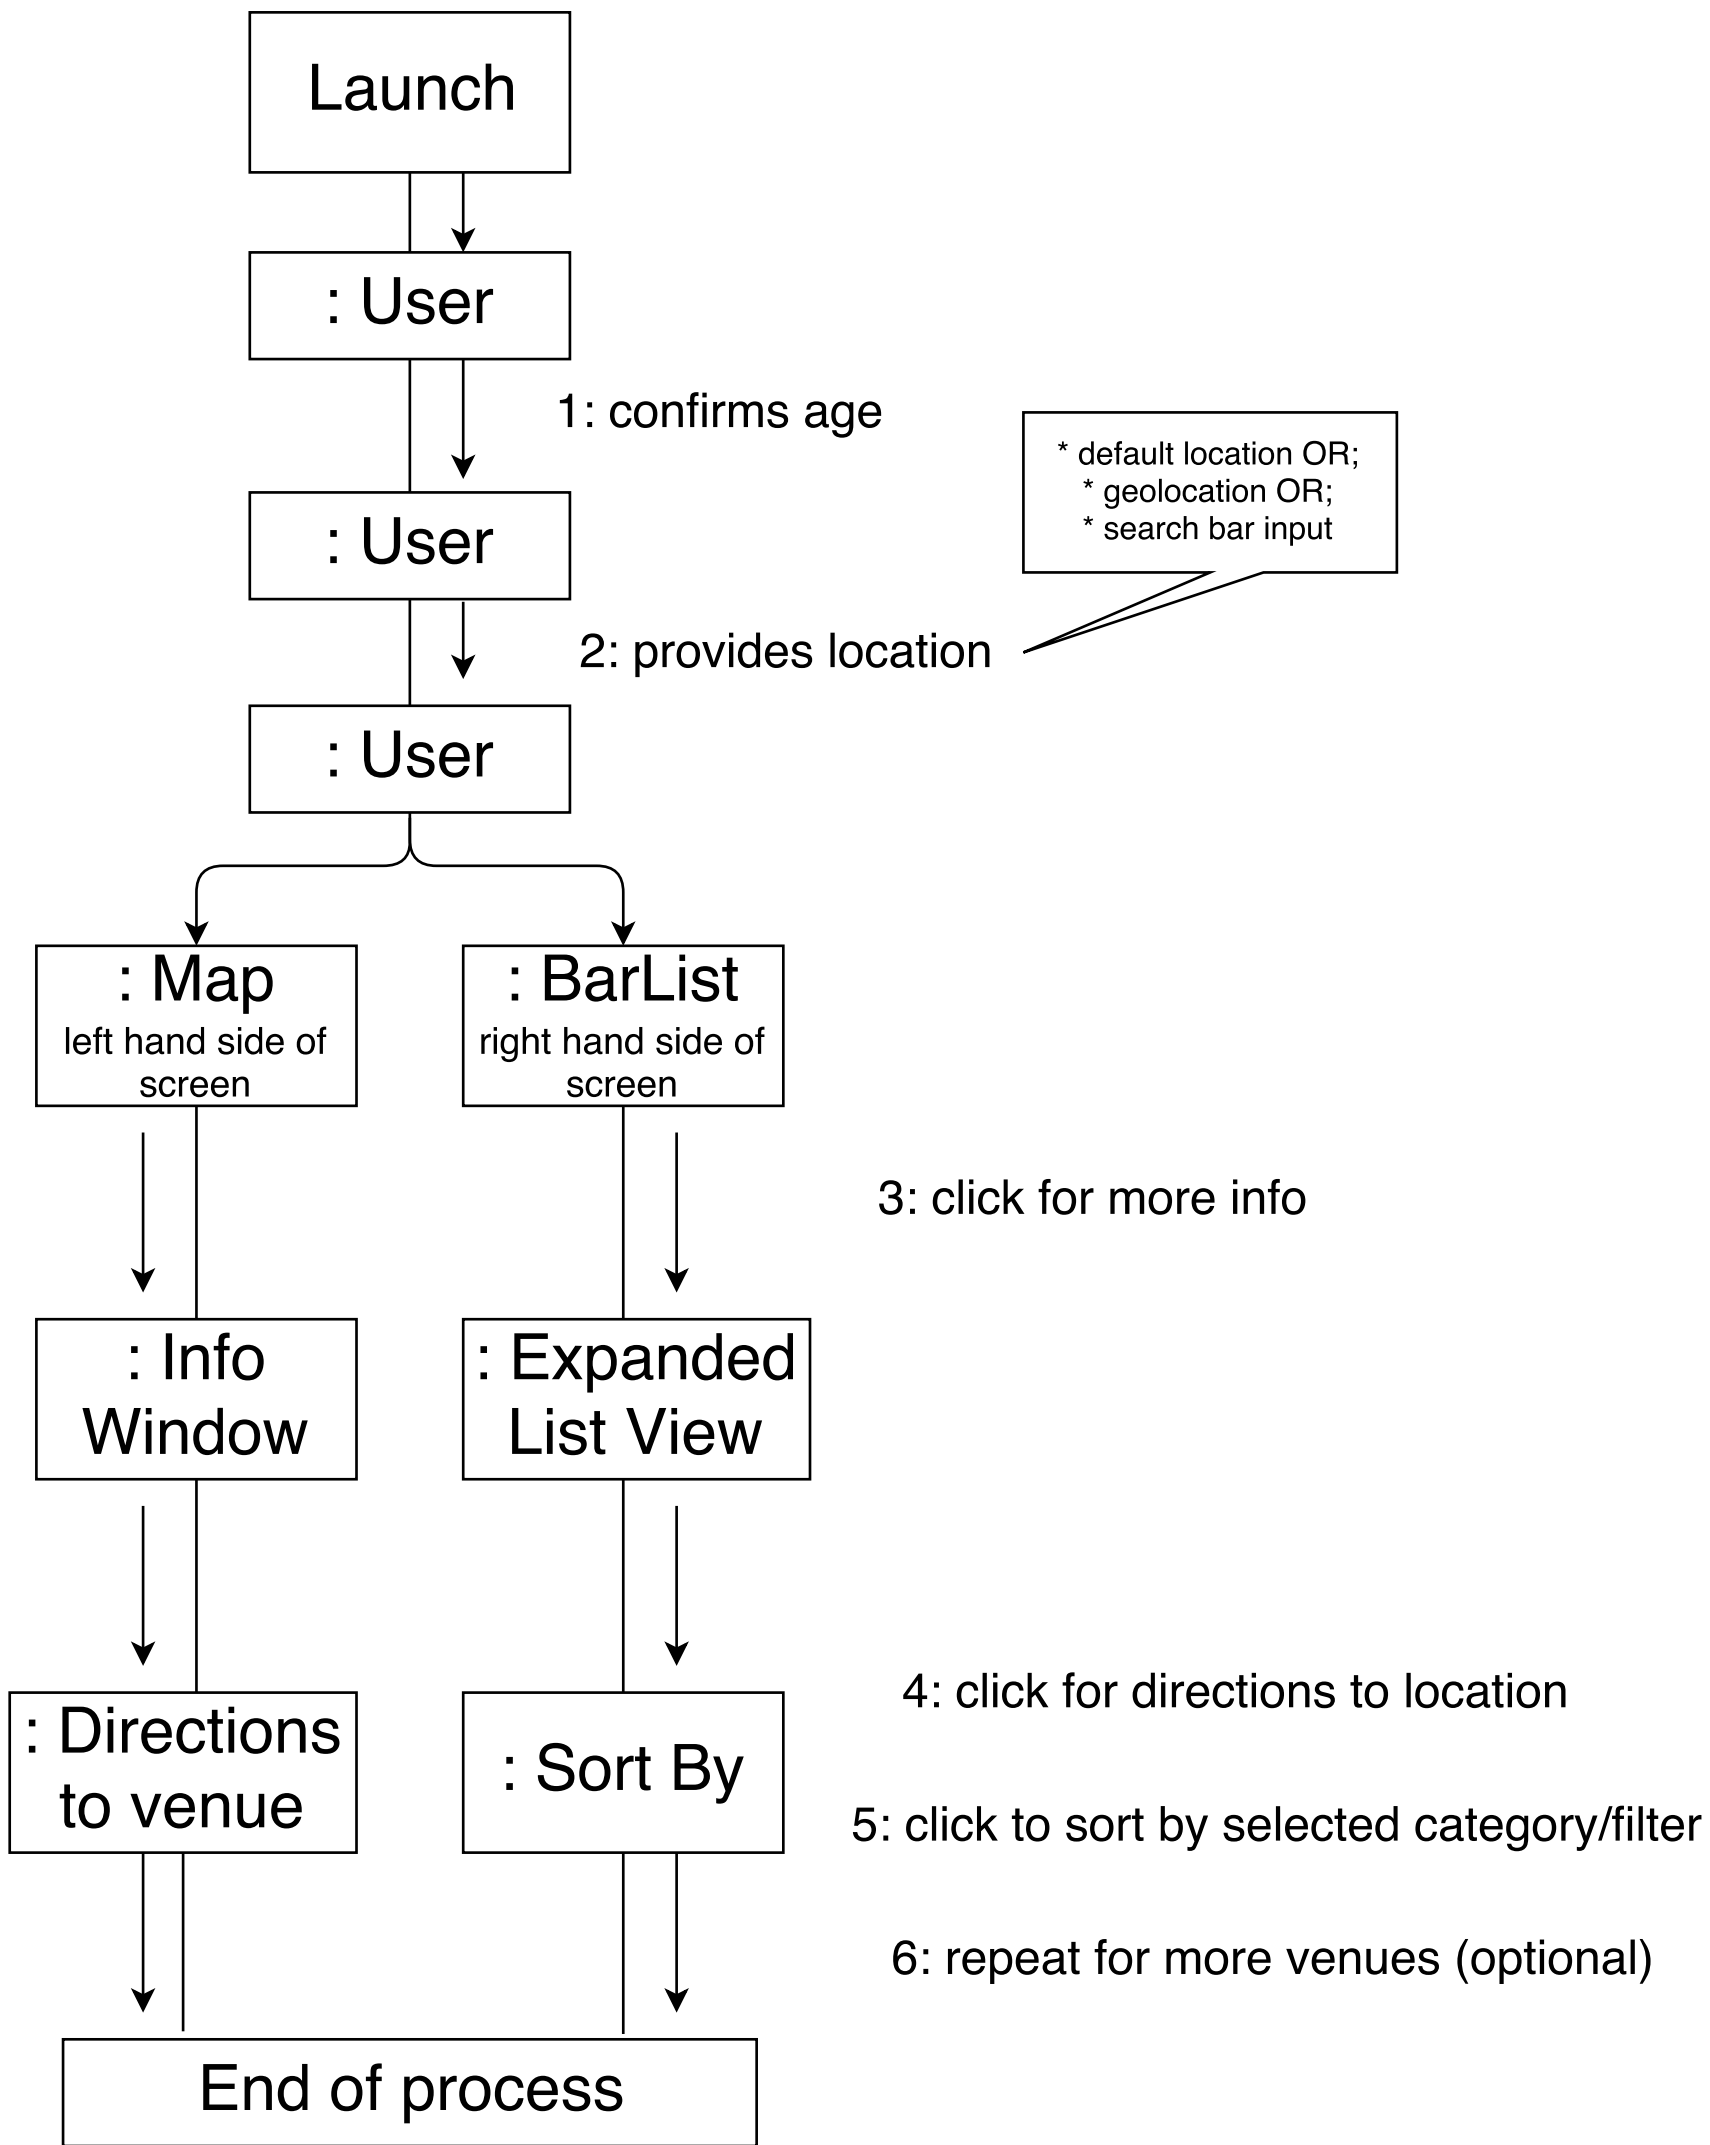 Launch
: User
1: confirms age
* default location OR;
* geolocation OR;
* search bar input
: User
2: provides location
: User
: Map
left hand side of
screen
: BarList
right hand side of
screen
3: click for more info
: Info
Window
: Expanded
List View
4: click for directions to location
: Directions
to venue
: Sort By
5: click to sort by selected category/filter
6: repeat for more venues (optional)
End of process